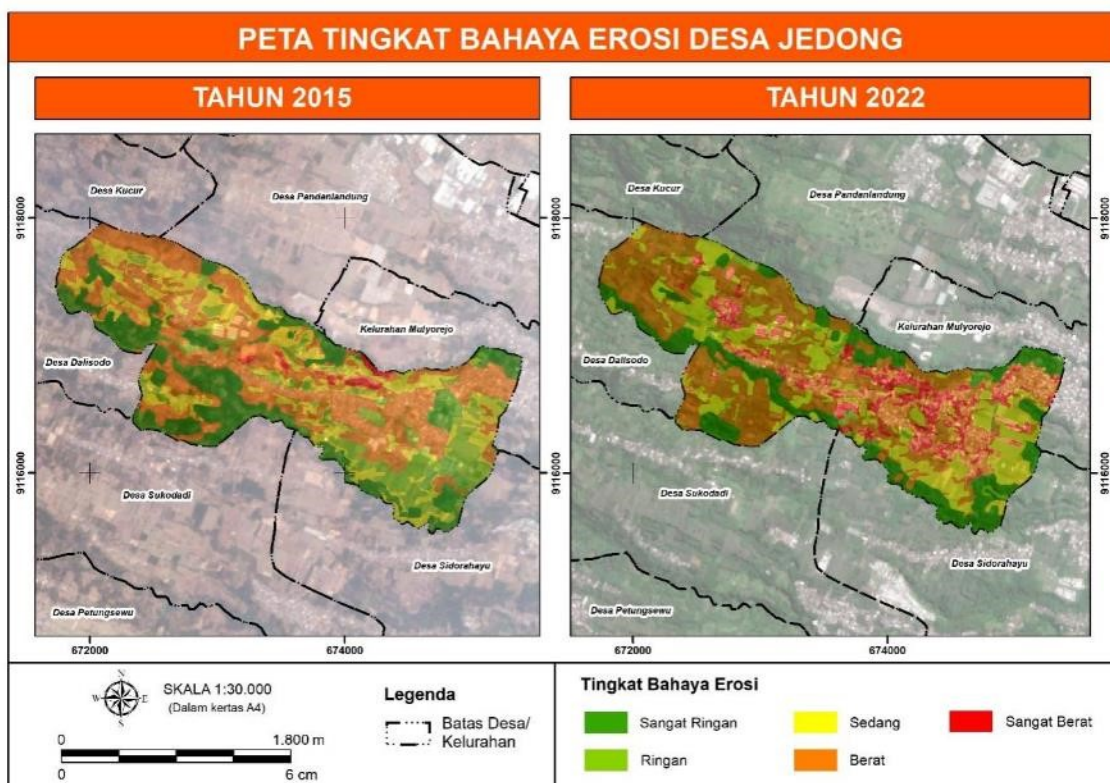 PETA TINGKAT BAHAYA EROSI DESA JEDONG
TAHUN 2015
TAHUN 2022
Desa Kucur
Desa Pandanlandung
Kelurahan Mulyorejo
Desa Dalisodo
Desa Sukodadi
Desa Sidorahayu
Desa Petungsewu
9118000
9116000
672000
674000
Desa Kucur
Desa Pandanlandung
Kelurahan Mulyorejo
Desa Dalisodo
Desa Sukodadi
Desa Sidorahayu
Desa Petungsewu
9118000
9116000
672000
674000
N
W
E
S
SKALA 1:30.000
(Dalam kertas A4)
0
1.800 m
0
6 cm
Legenda
Batas Desa/
Kelurahan
Tingkat Bahaya Erosi
Sangat Ringan
Sedang
Sangat Berat
Ringan
Berat